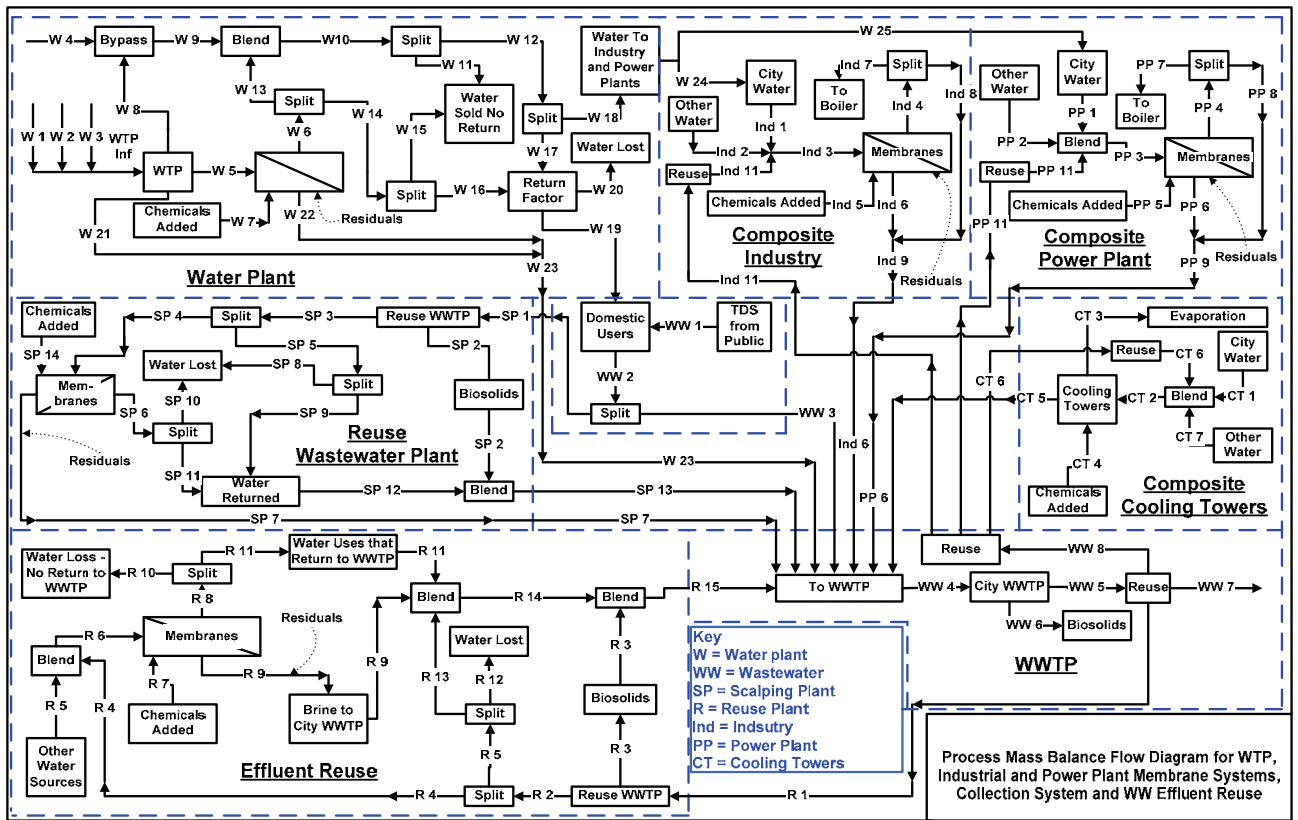 W 4
Bypass
W 9
Blend
W10
Split
W 12
W 11
W 8
W 13
Split
W 14
W 15
Water
Sold No
Return
Split
W 18
Water To
Industry
and Power
Plants
W 17
Water Lost
W 1
W 2
W 3
WTP
Inf
WTP
W 5
W 6
Split
W 16
Return
Factor
W 20
Chemicals
Added
W 7
W 22
Residuals
W 21
W 19
W 23
Water Plant
W 25
W 24
City
Water
Other
Water
Ind 7
Split
To
Boiler
Ind 4
Ind 8
Ind 1
Ind 2
Ind 3
Membranes
Reuse
Ind 11
Chemicals Added
Ind 5
Ind 6
Composite
Industry
Ind 9
Residuals
Ind 11
City
Water
Other
Water
PP 7
Split
To
Boiler
PP 4
PP 8
PP 1
PP 2
Blend
PP 3
Membranes
Reuse
PP 11
Chemicals Added
PP 5
PP 6
PP 11
Composite
Power Plant
PP 9
Residuals
Chemicals
Added
SP 14
SP 4
Split
SP 3
Reuse WWTP
SP 1
SP 5
SP 2
Water Lost
SP 8
Split
Mem-
branes
SP 6
SP 10
Split
SP 9
Biosolids
SP 2
Residuals
Reuse
Wastewater Plant
SP 11
Water
Returned
SP 12
Blend
SP 13
SP 7
SP 7
Domestic
Users
WW 1
TDS
from
Public
WW 2
Split
WW 3
W 23
Ind 6
PP 6
CT 3
Evaporation
Reuse
CT 6
City
Water
CT 6
Cooling
Towers
CT 5
CT 2
Blend
CT 1
CT 7
Other
Water
CT 4
Chemicals
Added
Composite
Cooling Towers
Water Loss -
No Return to
WWTP
R 10
Split
R 11
Water Uses that
Return to WWTP
R 11
R 8
Residuals
Blend
R 14
Blend
R 15
R 6
Membranes
Blend
R 7
R 9
R 9
R 13
Water Lost
R 12
Split
R 3
R 5
R 4
Chemicals
Added
Brine to
City WWTP
Biosolids
Other
Water
Sources
Effluent Reuse
R 5
R 3
R 4
Split
R 2
Reuse WWTP
R 1
To WWTP
WW 4
City WWTP
WW 5
Reuse
WW 7
Reuse
WW 8
WW 6
Biosolids
WWTP
Key
W = Water plant
WW = Wastewater
SP = Scalping Plant
R = Reuse Plant
Ind = Indsutry
PP = Power Plant
CT = Cooling Towers
Process Mass Balance Flow Diagram for WTP,
Industrial and Power Plant Membrane Systems,
Collection System and WW Effluent Reuse